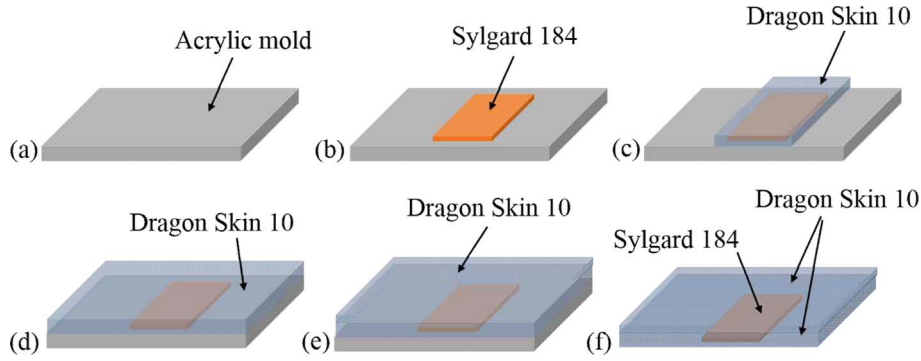 Acrylic mold
(a)
Sylgard 184
(b)
Dragon Skin 10
(c)
Dragon Skin 10
(d)
Dragon Skin 10
(e)
Dragon Skin 10
Sylgard 184
(f)